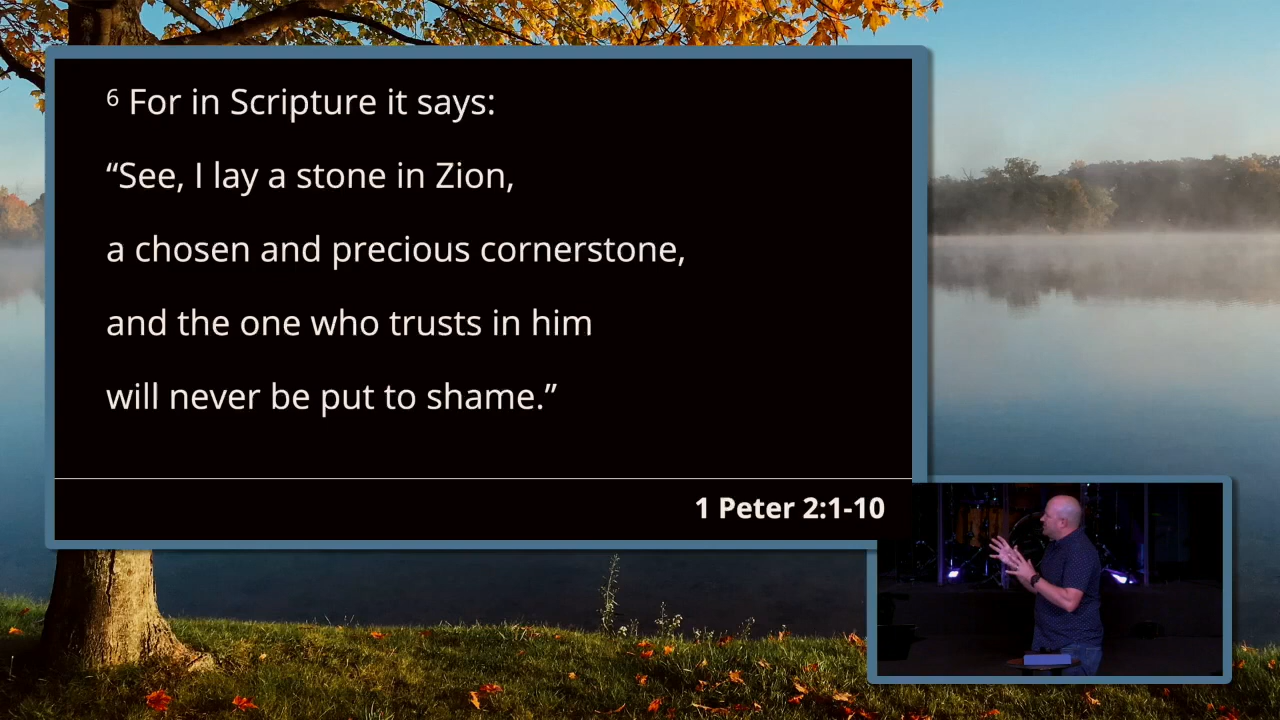 6 For in Scripture it says:
“See, I lay a stone in Zion,
a chosen and precious cornerstone,
and the one who trusts in him
will never be put to shame.”
1 Peter 2:1-10